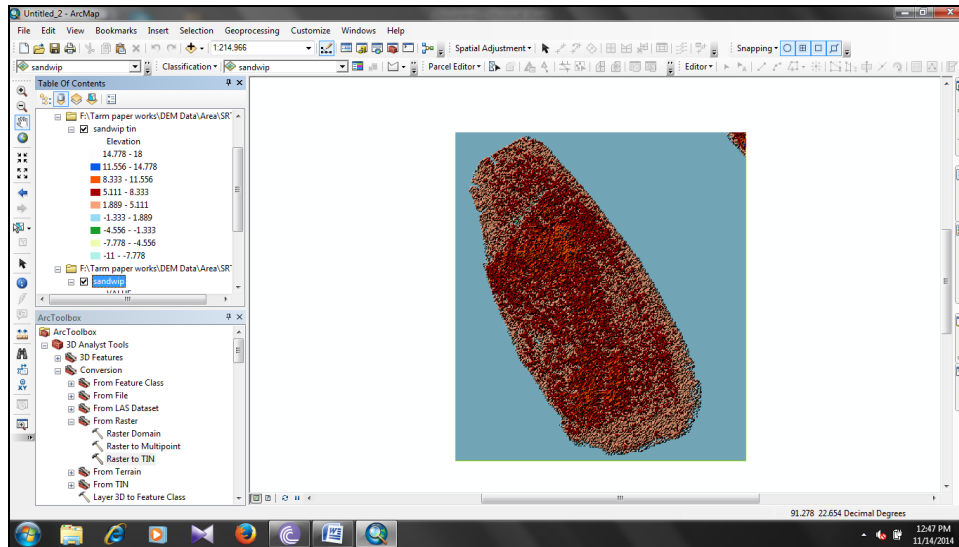 Untitled_2 - ArcMap
File Edit View Bookmarks Insert Selection Geoprocessing Customize Windows Help
1:214,966 Spatial Adjustment Snapping
sandwip Classification sandwip Parcel Editor Editor
Table Of Contents
F:\Tarm paper works\DEM Data\Area\SR
sandwip tin
Elevation
14.778 - 18
11.556 - 14.778
8.333 - 11.556
5.111 - 8.333
1.889 - 5.111
-1.333 - 1.889
-4.556 - -1.333
-7.778 - -4.556
-11 - -7.778
F:\Tarm paper works\DEM Data\Area\SR
sandwip
VALUE
ArcToolbox
ArcToolbox
3D Analyst Tools
3D Features
Conversion
From Feature Class
From File
From LAS Dataset
From Raster
Raster Domain
Raster to Multipoint
Raster to TIN
From Terrain
From TIN
Layer 3D to Feature Class
91.278 22.654 Decimal Degrees
12:47 PM
11/14/2014